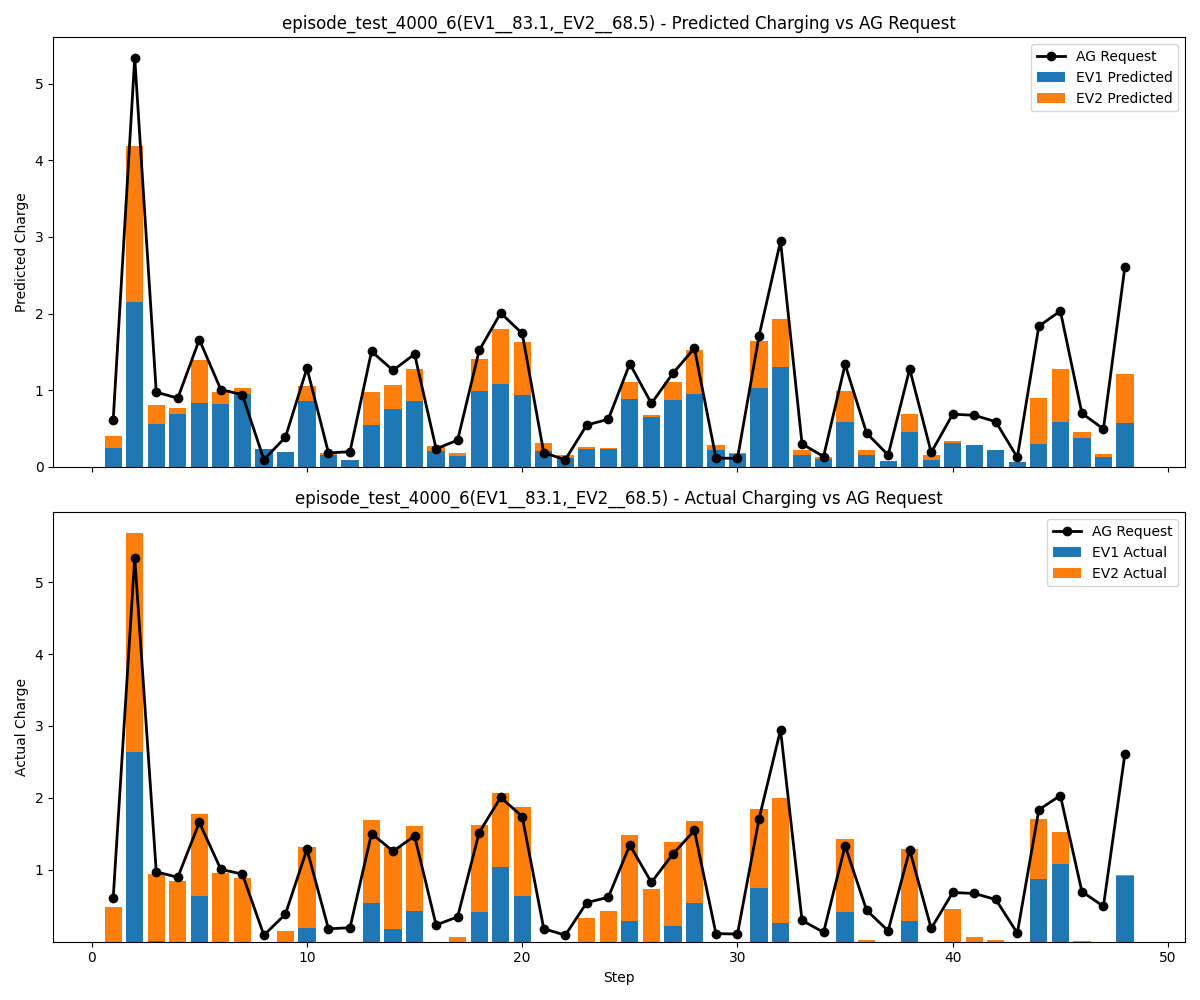 episode_test_4000_6(EV1__83.1,_EV2__68.5) - Predicted Charging vs AG Request
AG Request
EV1 Predicted
EV2 Predicted
Predicted Charge
5
4
3
2
1
0
episode_test_4000_6(EV1__83.1,_EV2__68.5) - Actual Charging vs AG Request
AG Request
EV1 Actual
EV2 Actual
Actual Charge
5
4
3
2
1
0 10 20 30 40 50
Step